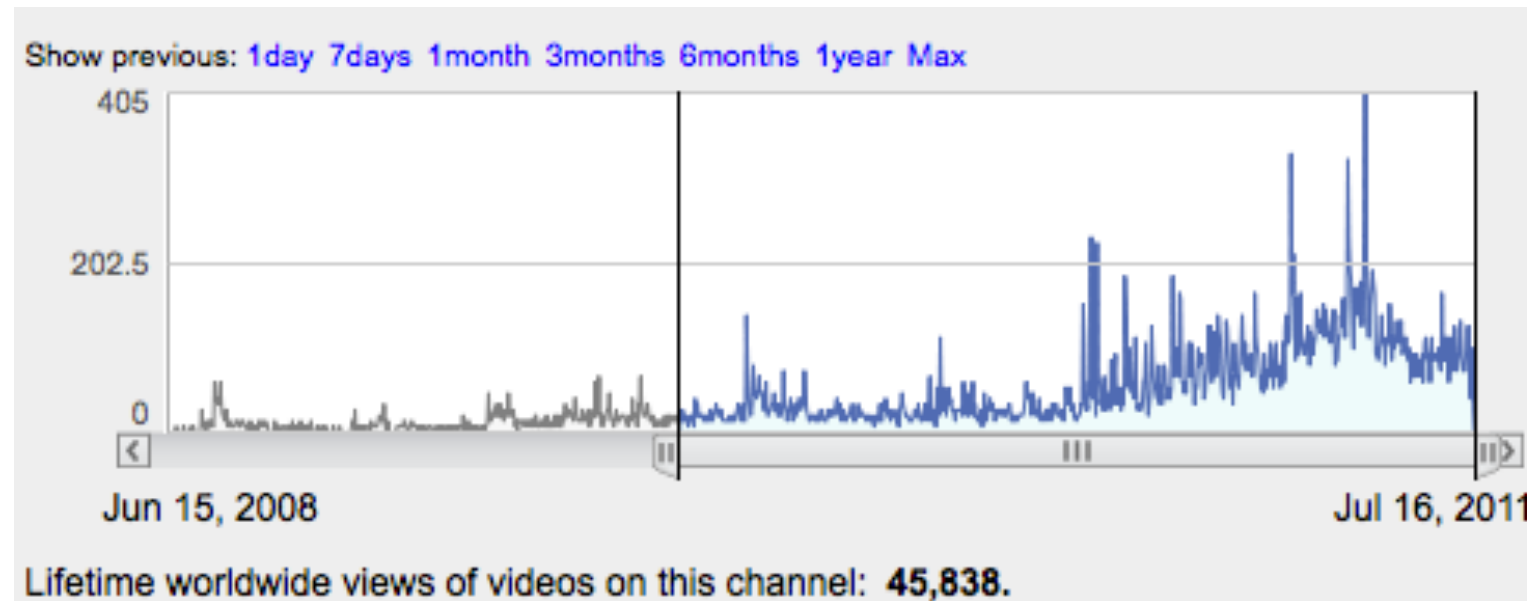 Show previous: 1day 7days 1month 3months 6months 1year Max
405
202.5
0
Jun 15, 2008 Jul 16, 2011
Lifetime worldwide views of videos on this channel: 45,838.